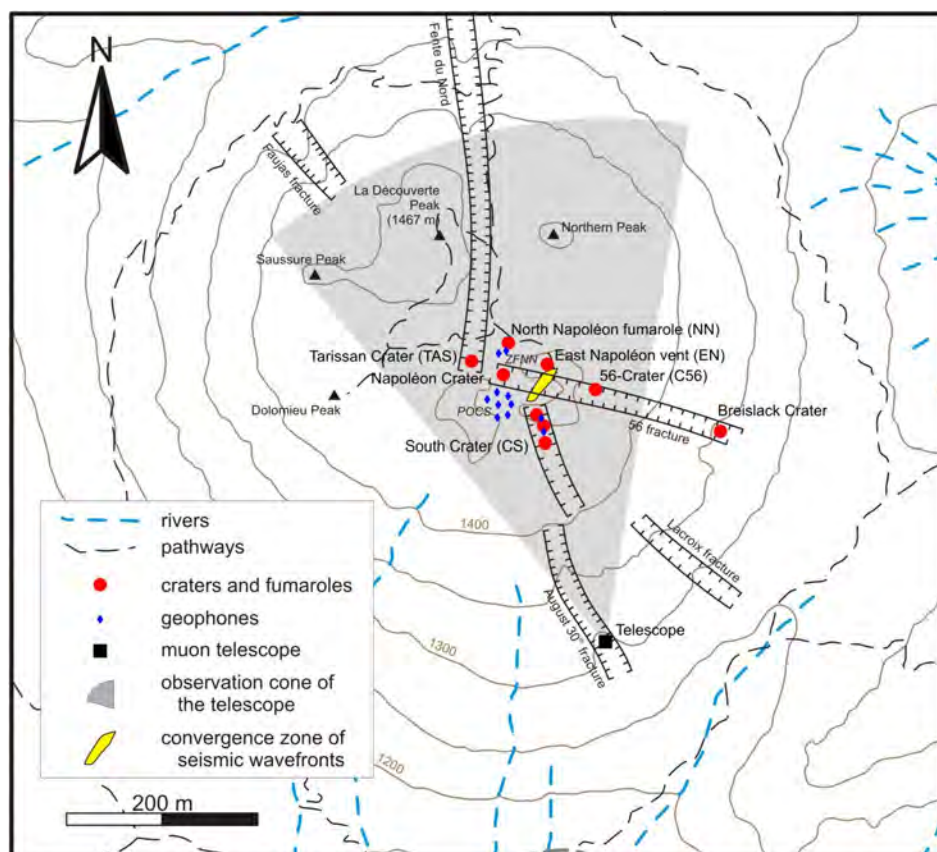 N
Fente du Nord
Faujas fracture
La Découverte
Peak
(1467 m)
Northern Peak
Saussure Peak
North Napoléon fumarole (NN)
ZFNN
Tarissan Crater (TAS)
East Napoléon vent (EN)
Napoléon Crater
56-Crater (C56)
Dolomieu Peak
POCS
Breislack Crater
56 fracture
South Crater (CS)
1400
Lacroix fracture
August 30th fracture
Telescope
1300
1200
rivers
pathways
craters and fumaroles
geophones
muon telescope
observation cone of
the telescope
convergence zone of
seismic wavefronts
200 m